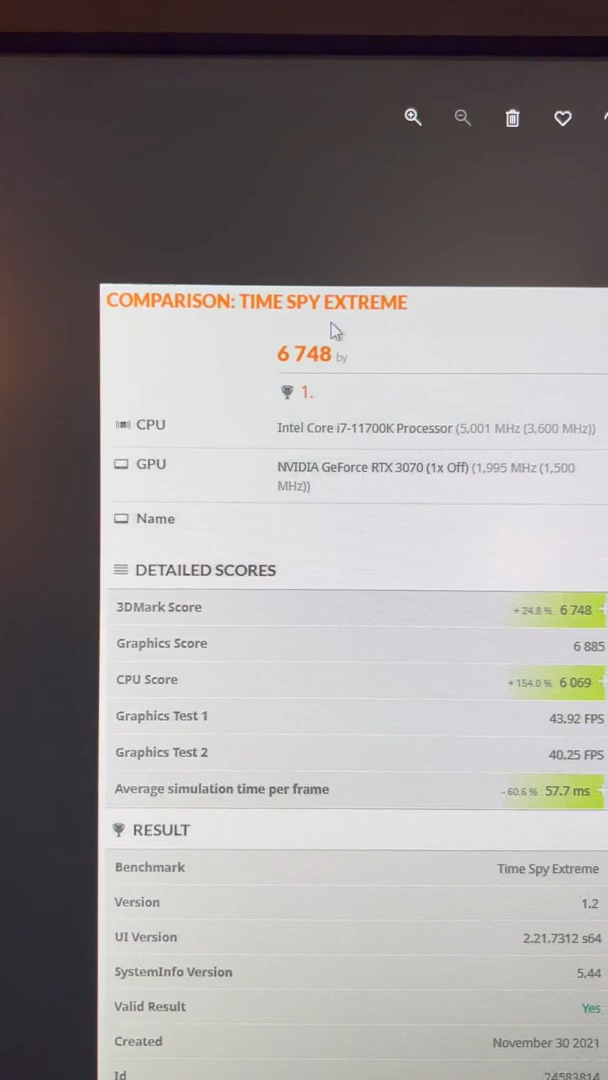 COMPARISON: TIME SPY EXTREME
6 748 by
1.
CPU Intel Core i7-11700K Processor (5,001 MHz (3,600 MHz))
GPU NVIDIA GeForce RTX 3070 (1x Off) (1,995 MHz (1,500
MHz))
Name
DETAILED SCORES
3DMark Score +24.8 % 6 748
Graphics Score 6 885
CPU Score +154.0 % 6 069
Graphics Test 1 43.92 FPS
Graphics Test 2 40.25 FPS
Average simulation time per frame -60.6 % 57.7 ms
RESULT
Benchmark Time Spy Extreme
Version 1.2
UI Version 2.21.7312 s64
SystemInfo Version 5.44
Valid Result Yes
Created November 30 2021
Id 74583814